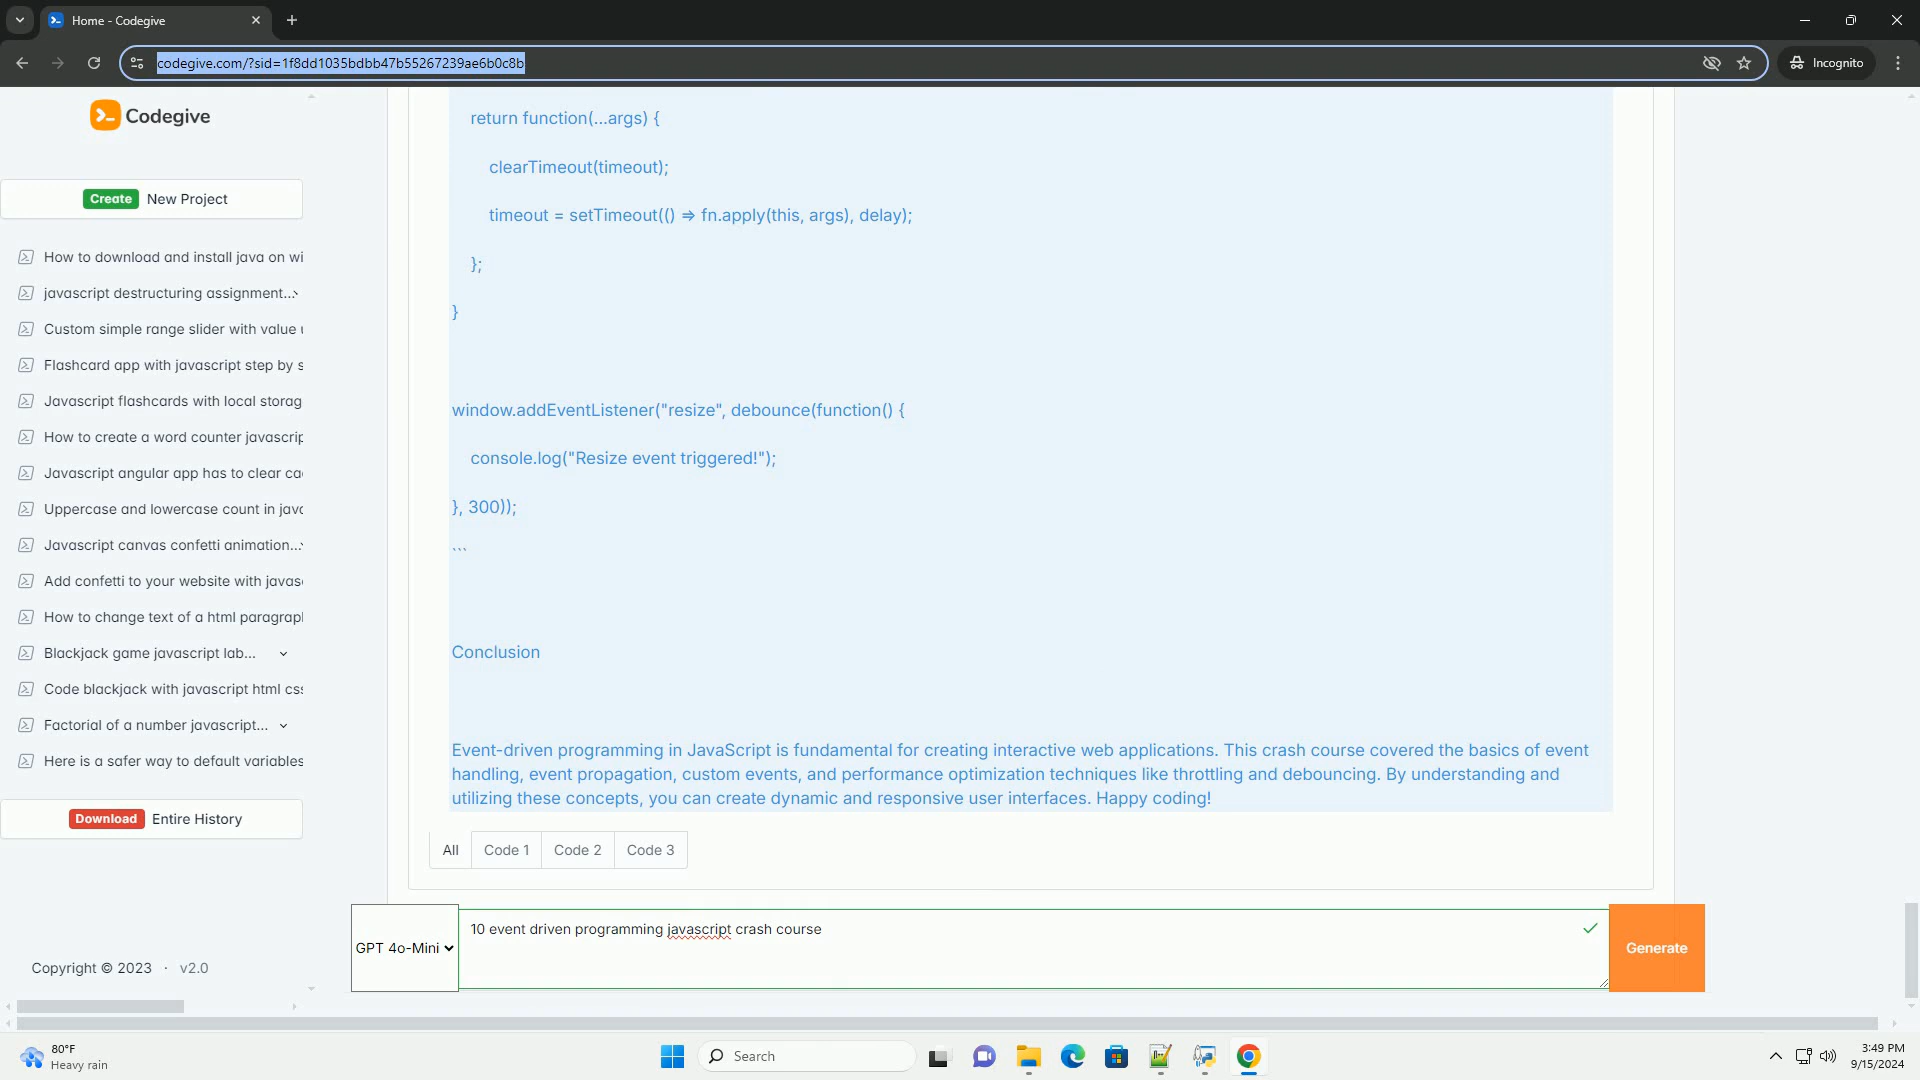 Home - Codegive
codegive.com/?sid=1f8dd1035bdbb47b55267239ae6b0c8b
Incognito
Codegive
Create New Project
How to download and install java on wi
javascript destructuring assignment...
Custom simple range slider with value
Flashcard app with javascript step by s
Javascript flashcards with local storag
How to create a word counter javascrip
Javascript angular app has to clear ca
Uppercase and lowercase count in java
Javascript canvas confetti animation...
Add confetti to your website with javas
How to change text of a html paragrap
Blackjack game javascript lab...
Code blackjack with javascript html css
Factorial of a number javascript...
Here is a safer way to default variables
Download Entire History
Copyright © 2023 · v2.0
return function(...args) {
clearTimeout(timeout);
timeout = setTimeout(() => fn.apply(this, args), delay);
};
}
window.addEventListener("resize", debounce(function() {
console.log("Resize event triggered!");
}, 300));
```
Conclusion
Event-driven programming in JavaScript is fundamental for creating interactive web applications. This crash course covered the basics of event
handling, event propagation, custom events, and performance optimization techniques like throttling and debouncing. By understanding and
utilizing these concepts, you can create dynamic and responsive user interfaces. Happy coding!
All Code 1 Code 2 Code 3
GPT 4o-Mini
10 event driven programming javascript crash course
Generate
80°F
Heavy rain
Search
3:49 PM
9/15/2024